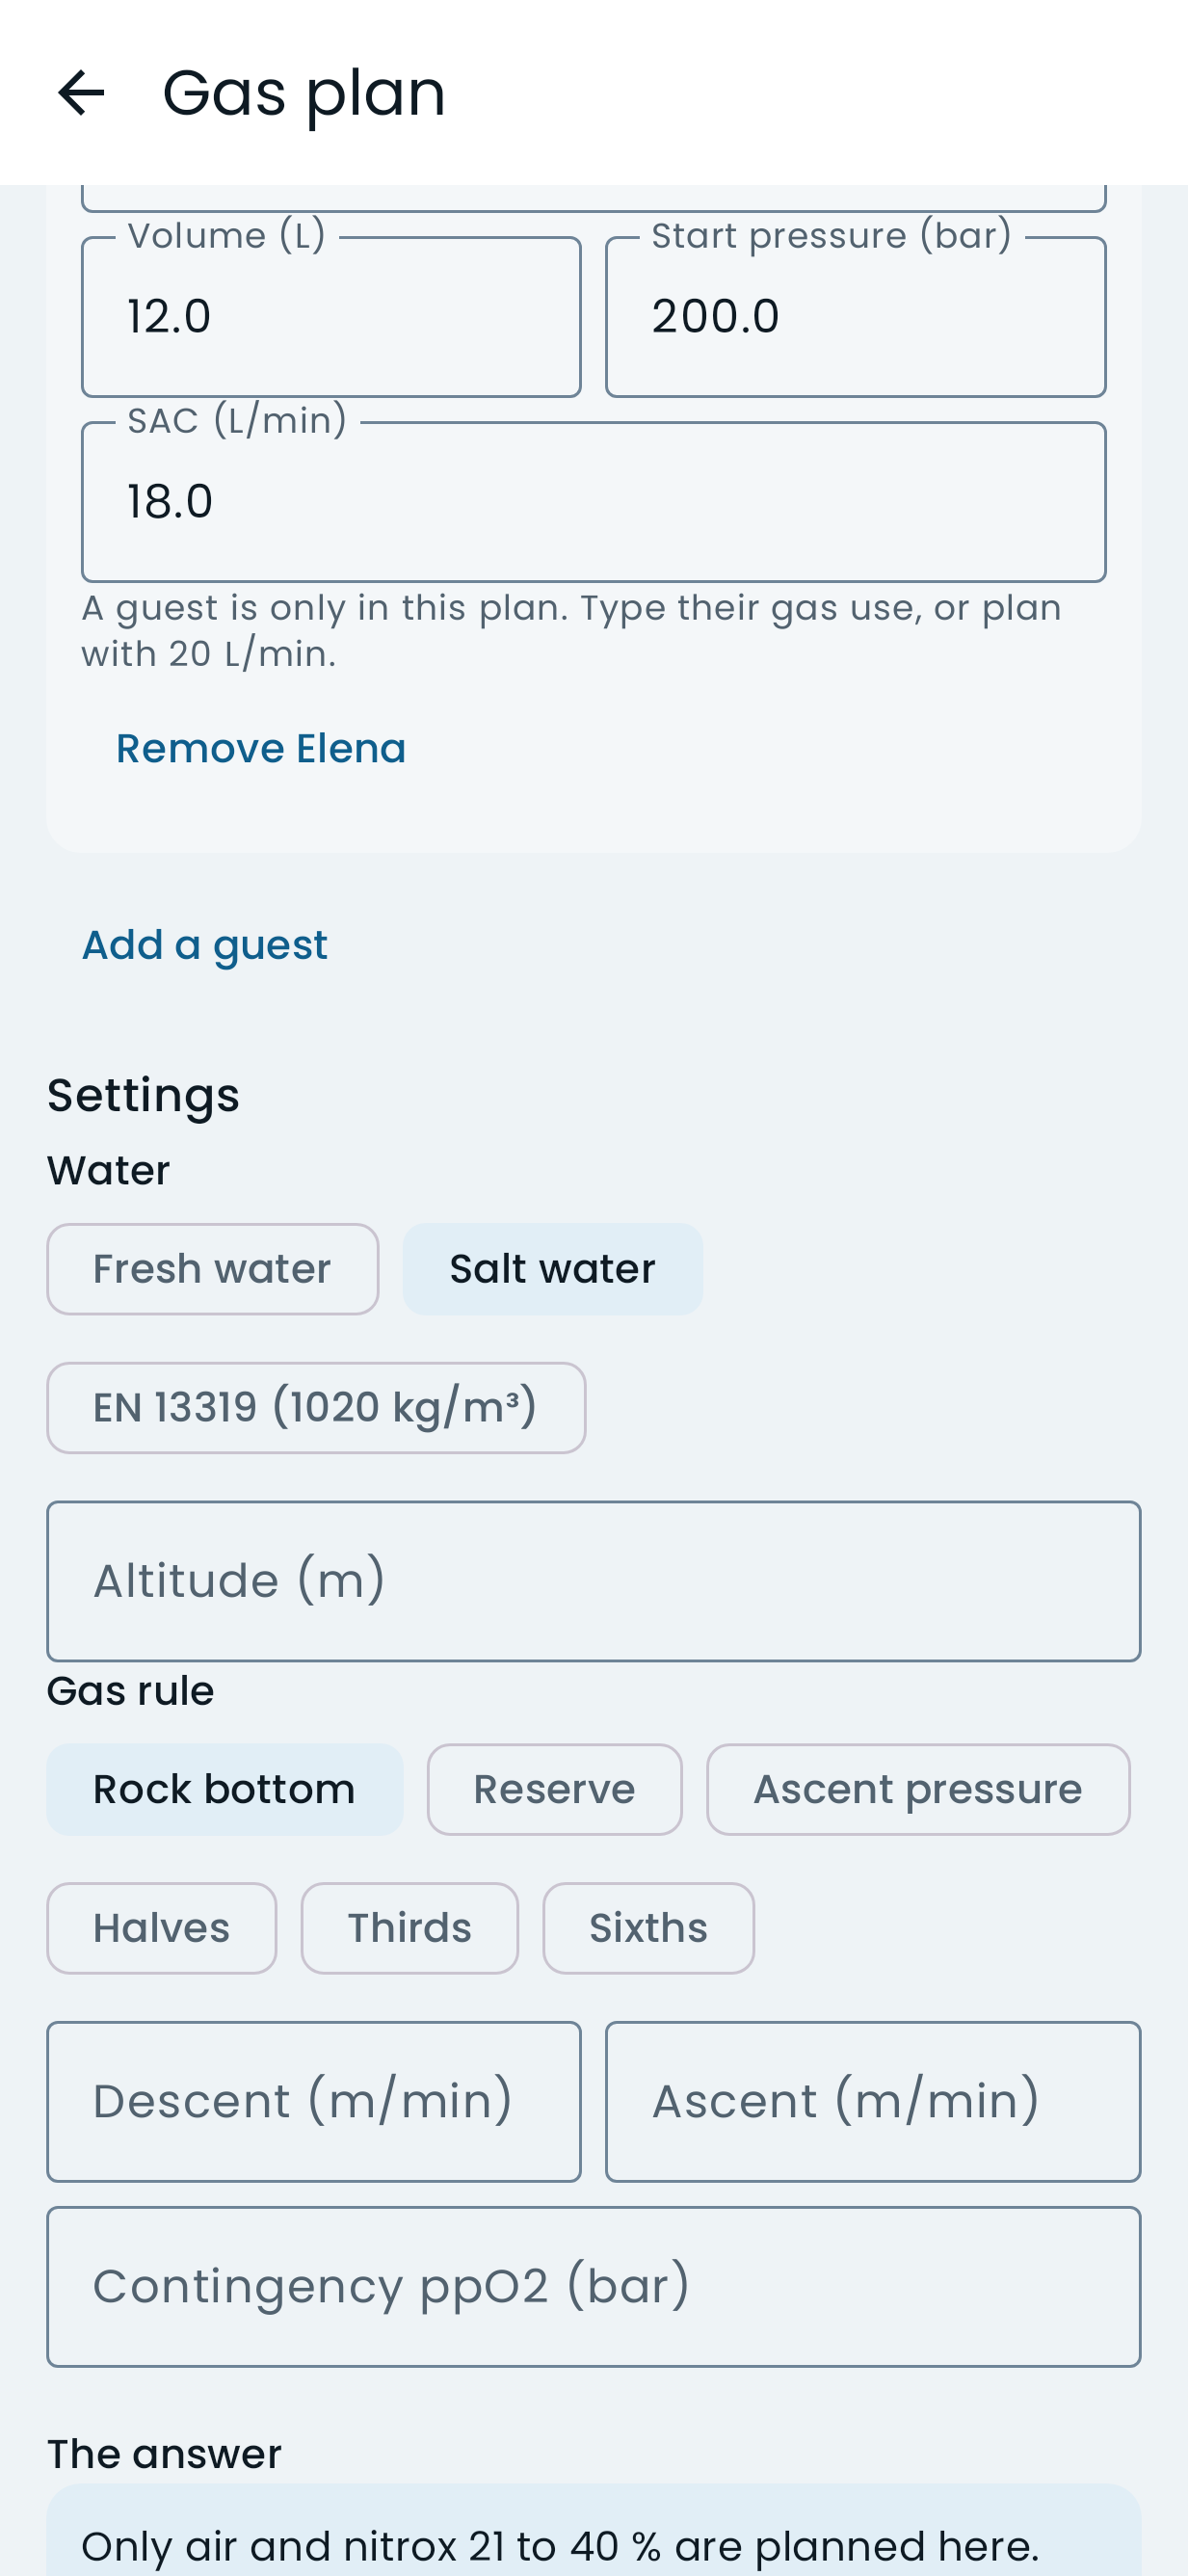 Gas plan
Volume (L)
Start pressure (bar)
12.0
200.0
SAC (L/min)
18.0
A guest is only in this plan. Type their gas use, or plan
with 20 L/min.
Remove Elena
Add a guest
Settings
Water
Fresh water
Salt water
EN 13319 (1020 kg/m³)
Altitude (m)
Gas rule
Rock bottom
Reserve
Ascent pressure
Halves
Thirds
Sixths
Descent (m/min)
Ascent (m/min)
Contingency ppO2 (bar)
The answer
Only air and nitrox 21 to 40 % are planned here.